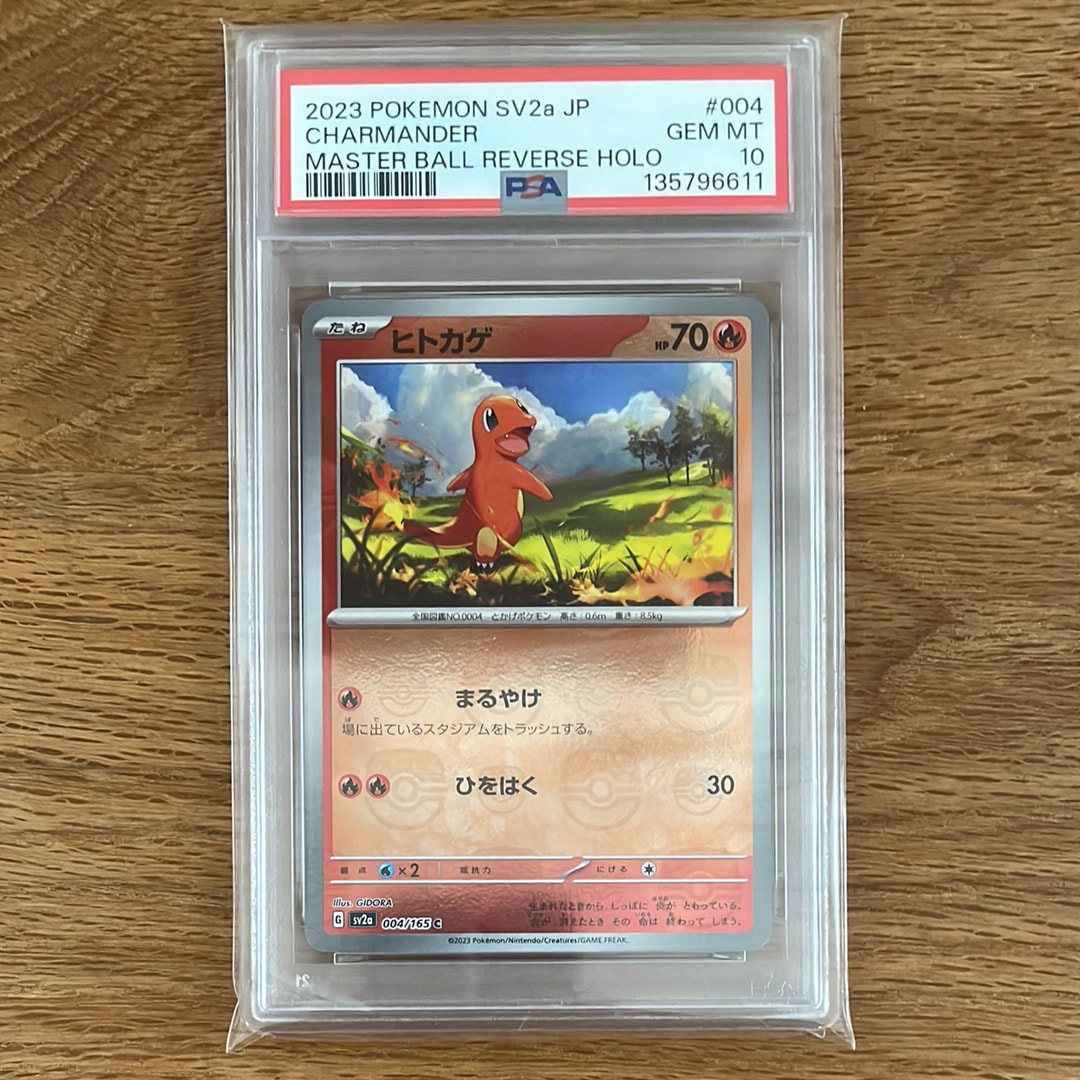 2023 POKEMON SV2a JP #004
CHARMANDER GEM MT
MASTER BALL REVERSE HOLO 10
PSA 135796611
たね ヒトカゲ HP70
全国図鑑NO.0004 とかげポケモン 高さ:0.6m 重さ:8.5kg
まるやけ
場に出ているスタジアムをトラッシュする。
ひをはく 30
弱点 ×2 抵抗力 にげる
Illus. GIDORA
生まれたときから しっぽに 炎が ともっている。
炎が 消えたとき その 命は 終わって しまう。
G sv2a 004/165 C
©2023 Pokémon/Nintendo/Creatures/GAME FREAK.